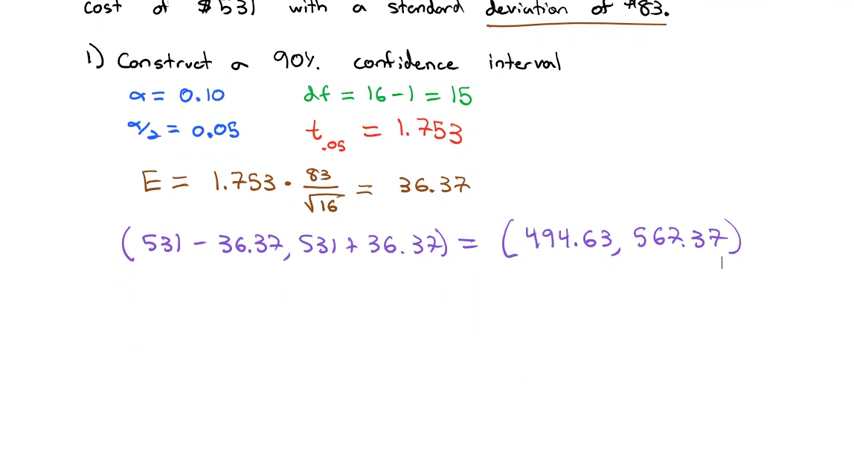 cost of $531 with a standard deviation of $83.
1) Construct a 90% confidence interval
α = 0.10 df = 16 - 1 = 15
α/2 = 0.05 t.05 = 1.753
E = 1.753 · 83/√16 = 36.37
(531 - 36.37, 531 + 36.37) = (494.63, 567.37)